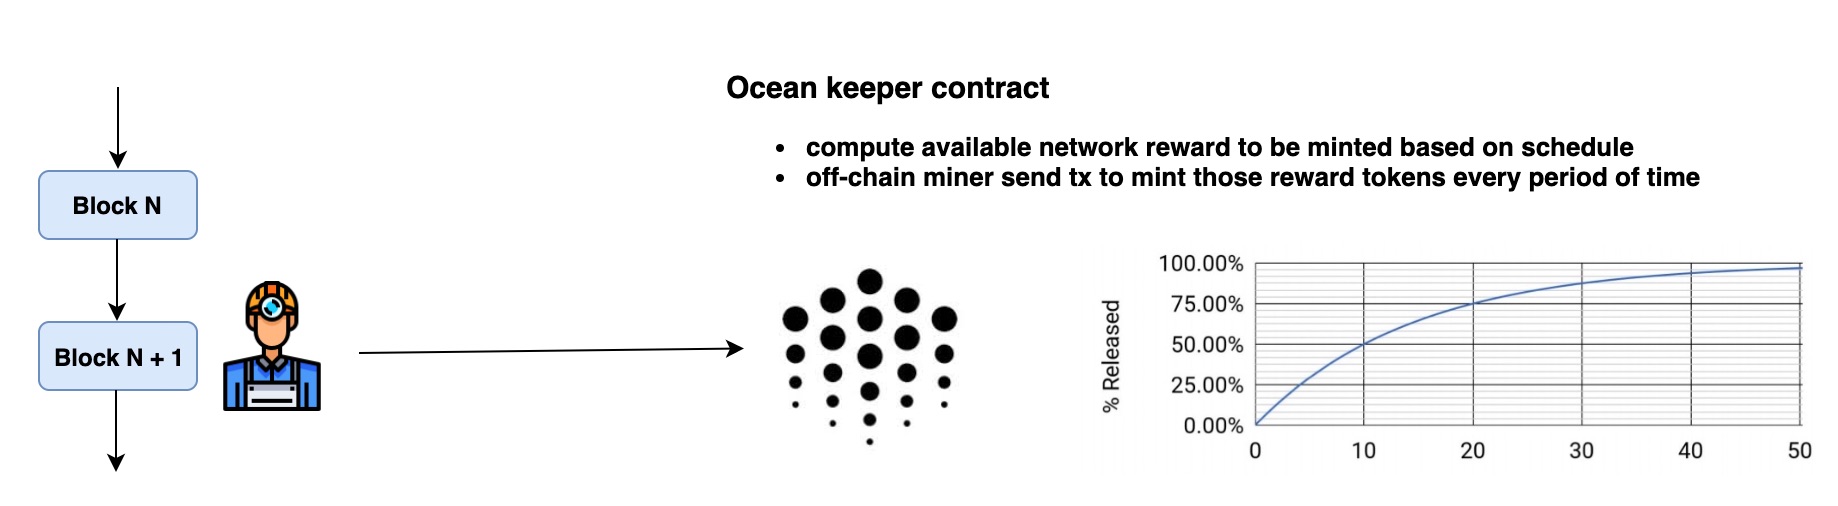 Ocean keeper contract
• compute available network reward to be minted based on schedule
• off-chain miner send tx to mint those reward tokens every period of time
Block N
Block N + 1
% Released
100.00%
75.00%
50.00%
25.00%
0.00%
0 10 20 30 40 50